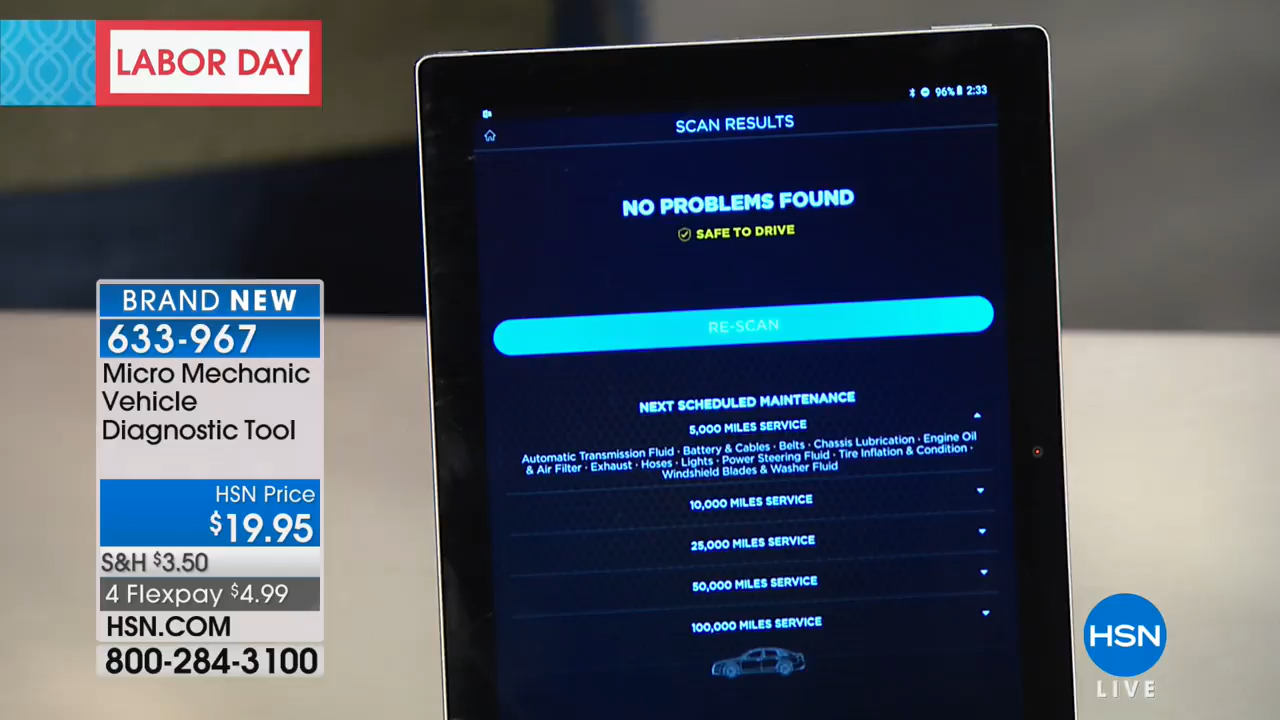 LABOR DAY
BRAND NEW
633-967
Micro Mechanic
Vehicle
Diagnostic Tool
HSN Price
$19.95
S&H $3.50
4 Flexpay $4.99
HSN.COM
800-284-3100
96% 2:33
SCAN RESULTS
NO PROBLEMS FOUND
SAFE TO DRIVE
RE-SCAN
NEXT SCHEDULED MAINTENANCE
5,000 MILES SERVICE
Automatic Transmission Fluid · Battery & Cables · Belts · Chassis Lubrication · Engine Oil
& Air Filter · Exhaust · Hoses · Lights · Power Steering Fluid · Tire Inflation & Condition ·
Windshield Blades & Washer Fluid
10,000 MILES SERVICE
25,000 MILES SERVICE
50,000 MILES SERVICE
100,000 MILES SERVICE
HSN
LIVE